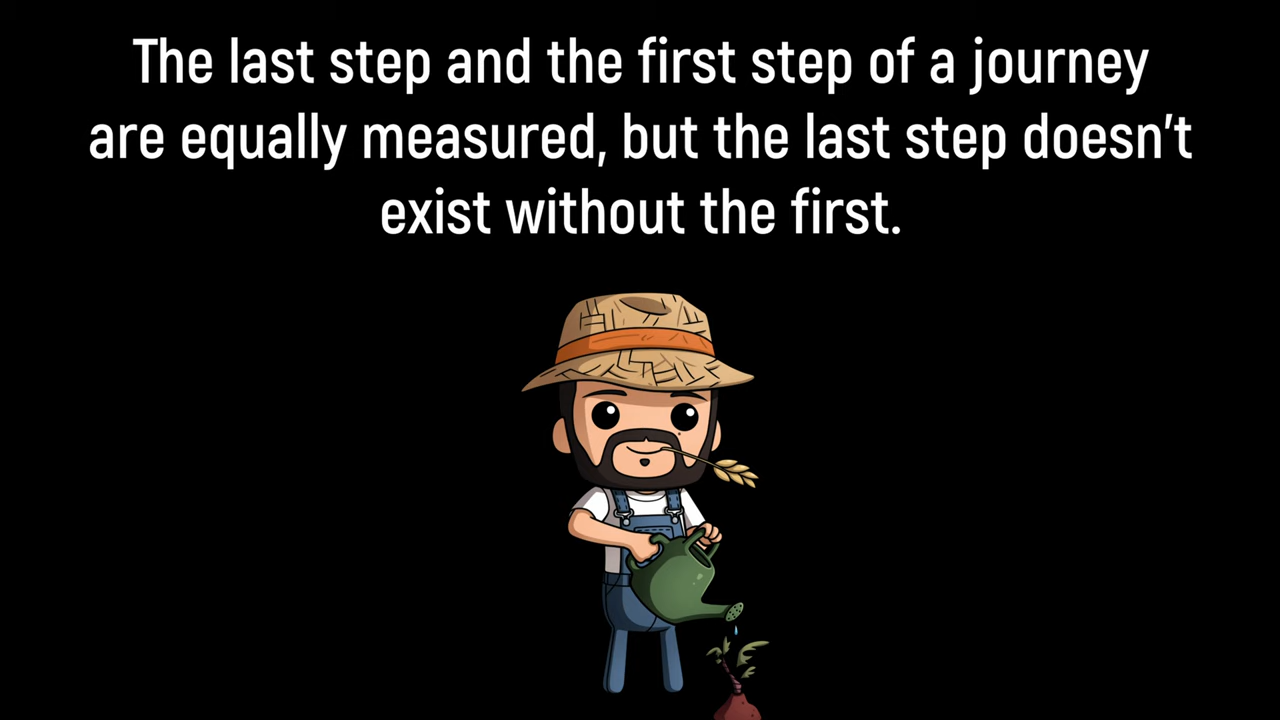 The last step and the first step of a journey
are equally measured, but the last step doesn’t
exist without the first.